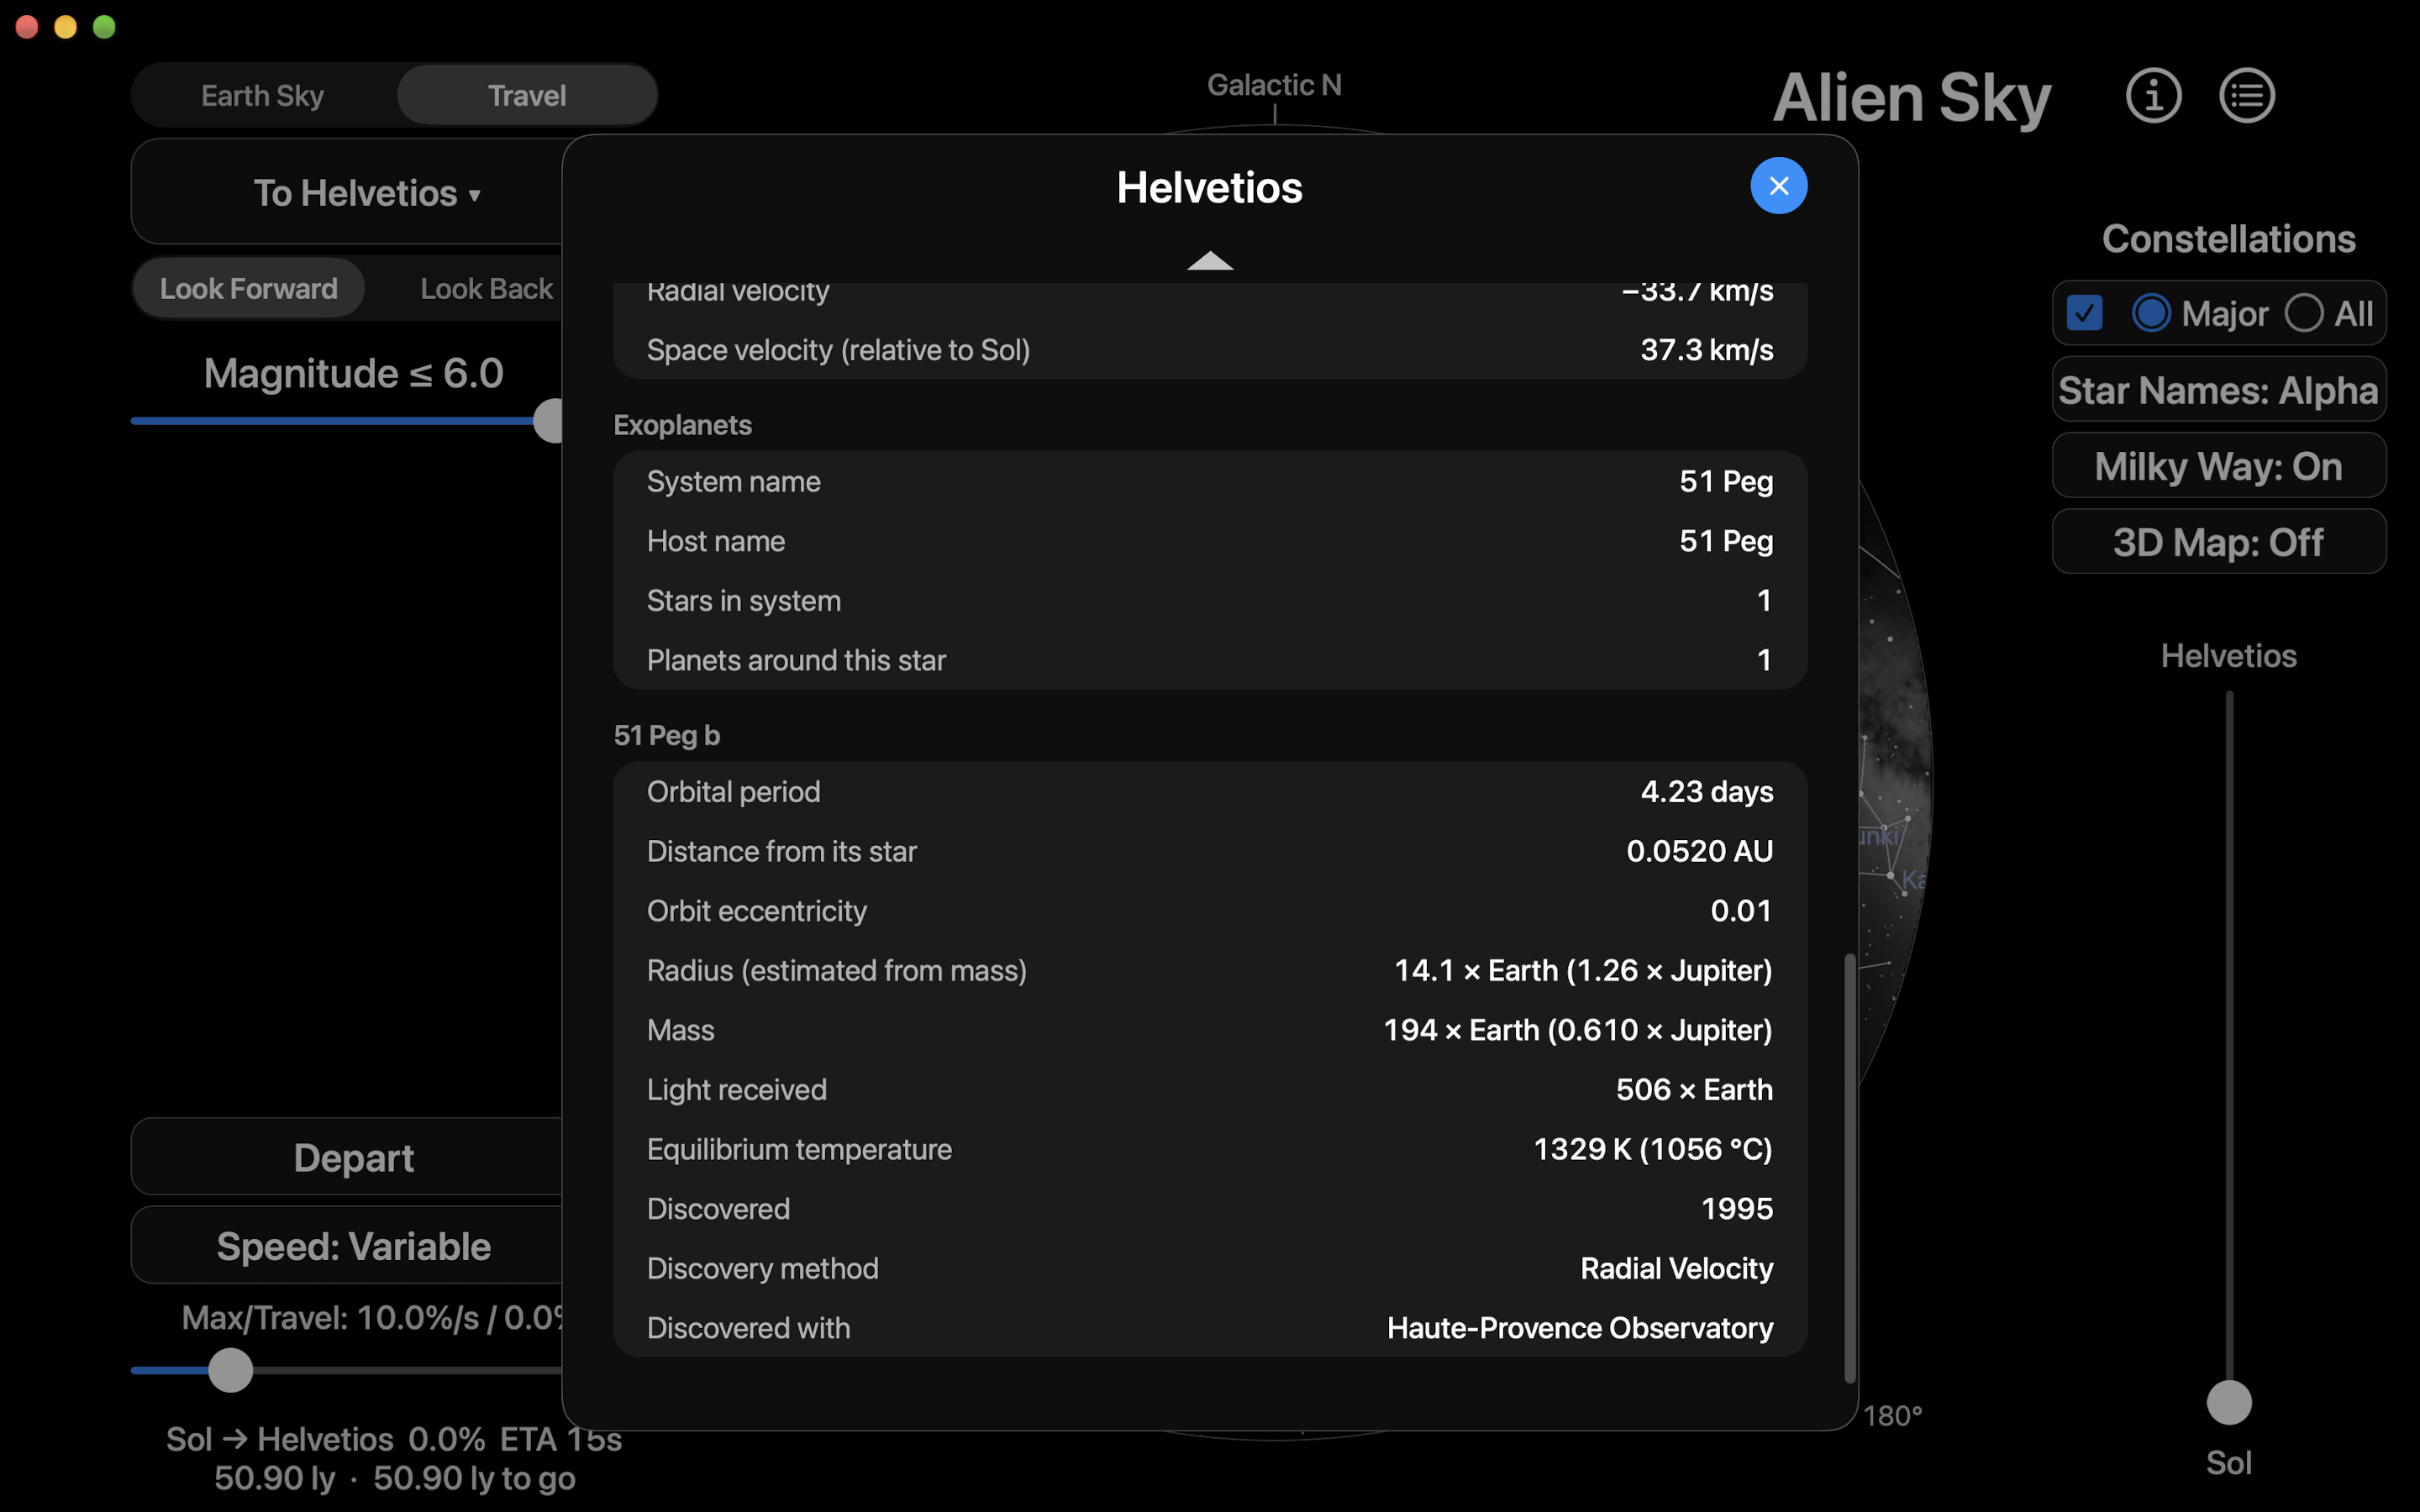 Earth Sky
Travel
Galactic N
Alien Sky
To Helvetios ▾
Look Forward
Look Back
Magnitude ≤ 6.0
Helvetios
Radial velocity −33.7 km/s
Space velocity (relative to Sol) 37.3 km/s
Exoplanets
System name 51 Peg
Host name 51 Peg
Stars in system 1
Planets around this star 1
51 Peg b
Orbital period 4.23 days
Distance from its star 0.0520 AU
Orbit eccentricity 0.01
Radius (estimated from mass) 14.1 × Earth (1.26 × Jupiter)
Mass 194 × Earth (0.610 × Jupiter)
Light received 506 × Earth
Equilibrium temperature 1329 K (1056 °C)
Discovered 1995
Discovery method Radial Velocity
Discovered with Haute-Provence Observatory
Constellations
Major
All
Star Names: Alpha
Milky Way: On
3D Map: Off
Helvetios
Sol
180°
Depart
Speed: Variable
Max/Travel: 10.0%/s / 0.0%
Sol → Helvetios 0.0% ETA 15s
50.90 ly · 50.90 ly to go